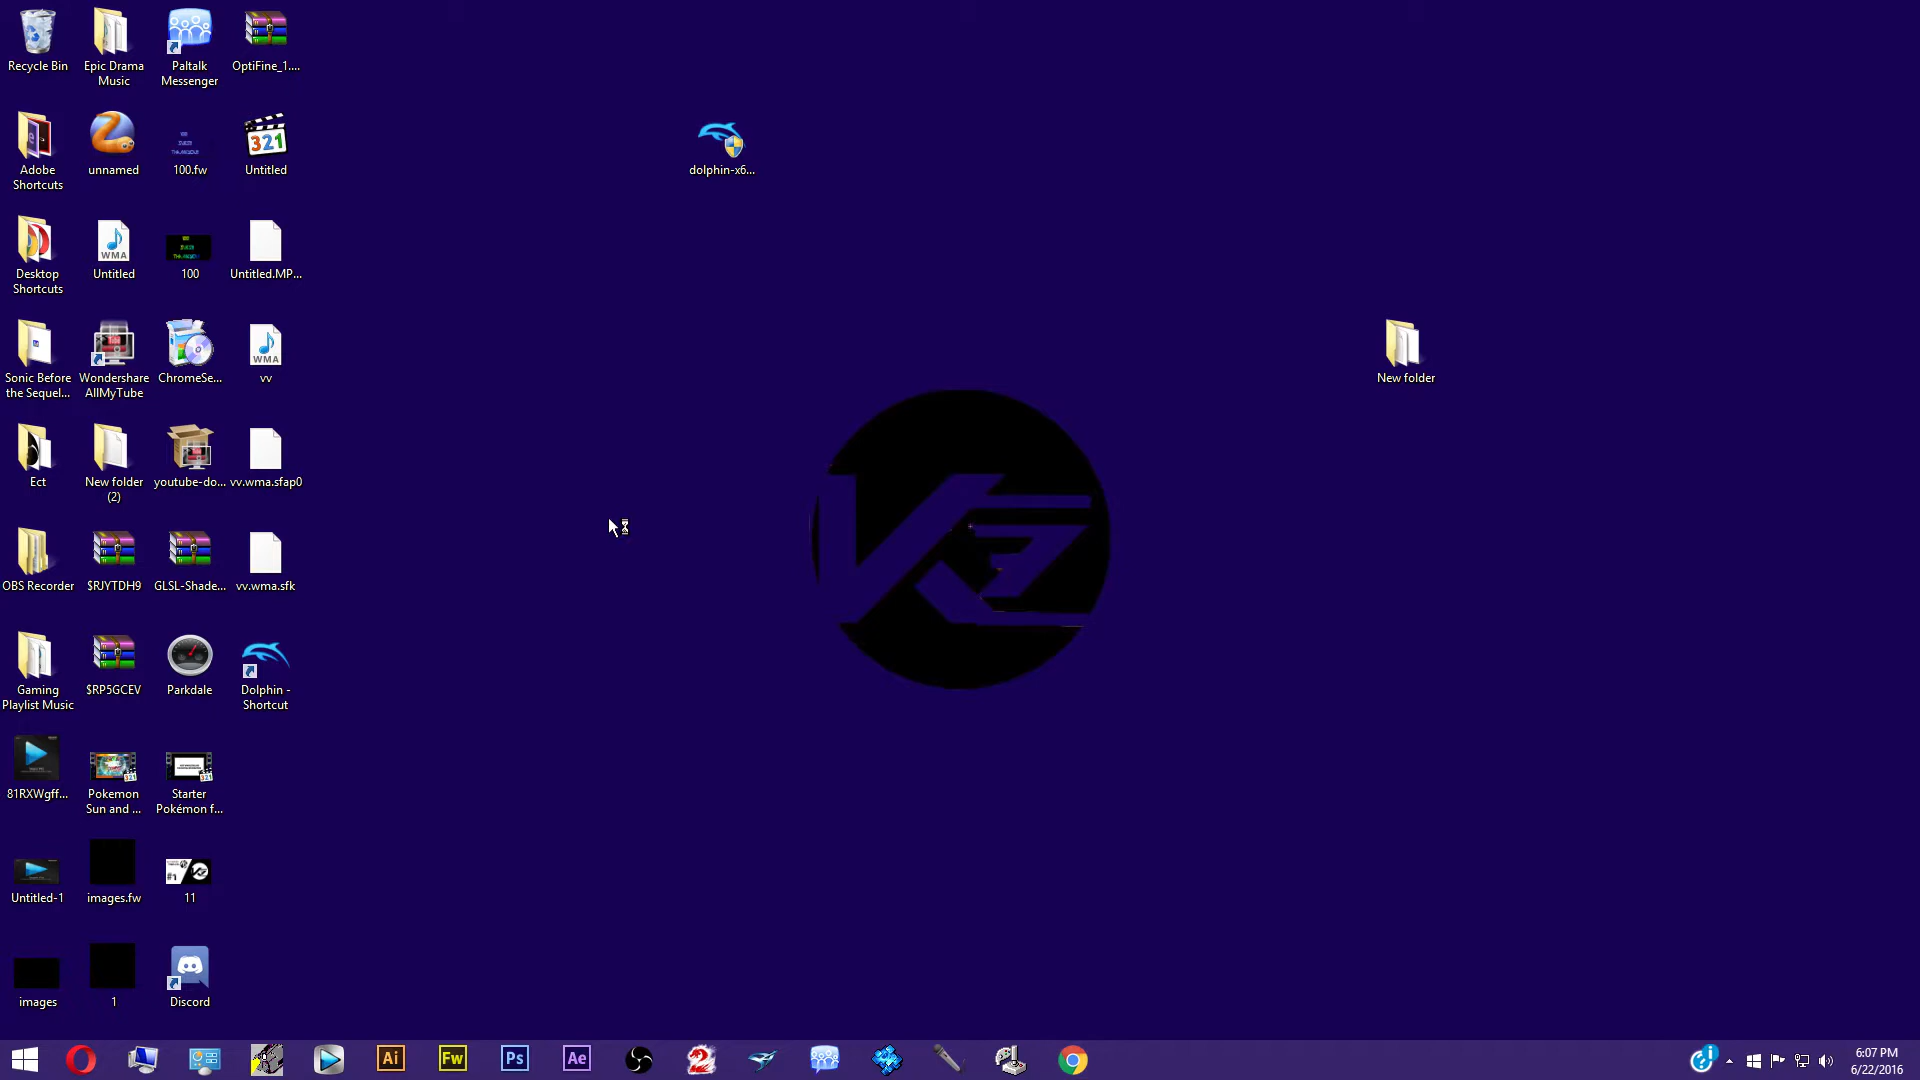 Recycle Bin
Epic Drama
Music
Paltalk
Messenger
OptiFine_1....
Adobe
Shortcuts
unnamed
100.fw
321
Untitled
dolphin-x6...
Desktop
Shortcuts
WMA
Untitled
100
Untitled.MP...
Sonic Before
the Sequel...
Wondershare
AllMyTube
ChromeSe...
WMA
vv
New folder
Ect
New folder
(2)
youtube-do...
vv.wma.sfap0
OBS Recorder
$RJYTDH9
GLSL-Shade...
vv.wma.sfk
Gaming
Playlist Music
$RP5GCEV
Parkdale
Dolphin -
Shortcut
81RXWgff...
Pokemon
Sun and ...
Starter
Pokémon f...
Untitled-1
images.fw
#1
11
images
1
Discord
Ai
Fw
Ps
Ae
6:07 PM
6/22/2016